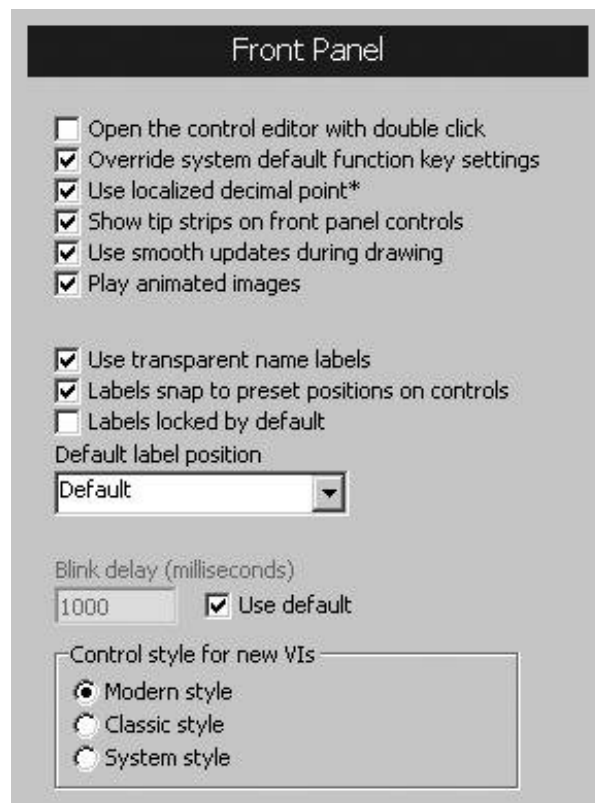 Front Panel
Open the control editor with double click
Override system default function key settings
Use localized decimal point*
Show tip strips on front panel controls
Use smooth updates during drawing
Play animated images
Use transparent name labels
Labels snap to preset positions on controls
Labels locked by default
Default label position
Default
Blink delay (milliseconds)
1000 Use default
Control style for new VIs
Modern style
Classic style
System style